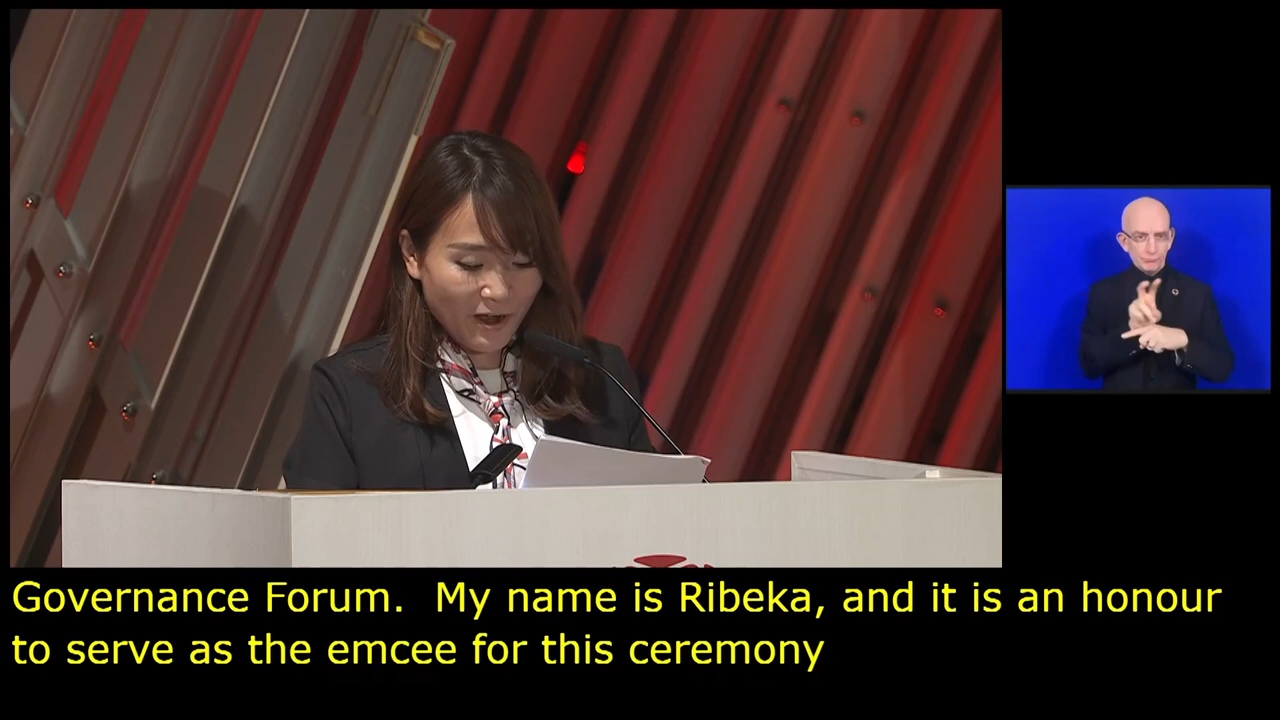 Governance Forum.  My name is Ribeka, and it is an honour
to serve as the emcee for this ceremony